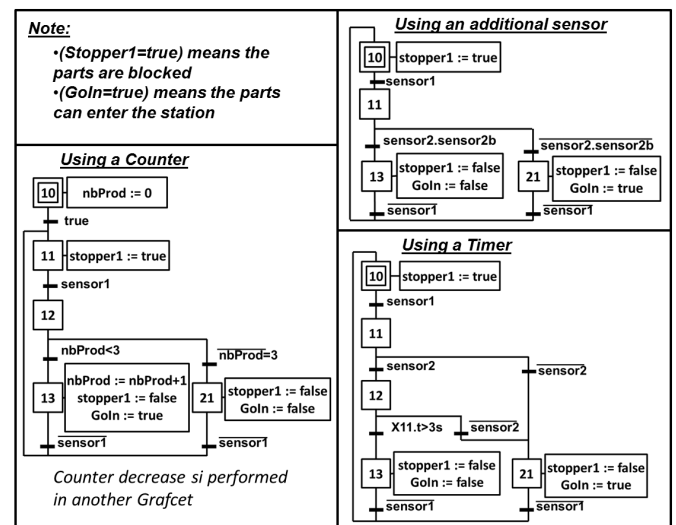 Note:
•(Stopper1=true) means the
parts are blocked
•(GoIn=true) means the parts
can enter the station
Using a Counter
10
nbProd := 0
true
11
stopper1 := true
sensor1
12
nbProd<3
nbProd=3
13
nbProd := nbProd+1
stopper1 := false
GoIn := true
21
stopper1 := false
GoIn := false
sensor1
sensor1
Counter decrease si performed
in another Grafcet
Using an additional sensor
10
stopper1 := true
sensor1
11
sensor2.sensor2b
sensor2.sensor2b
13
stopper1 := false
GoIn := false
21
stopper1 := false
GoIn := true
sensor1
sensor1
Using a Timer
10
stopper1 := true
sensor1
11
sensor2
sensor2
12
X11.t>3s
sensor2
13
stopper1 := false
GoIn := false
21
stopper1 := false
GoIn := true
sensor1
sensor1